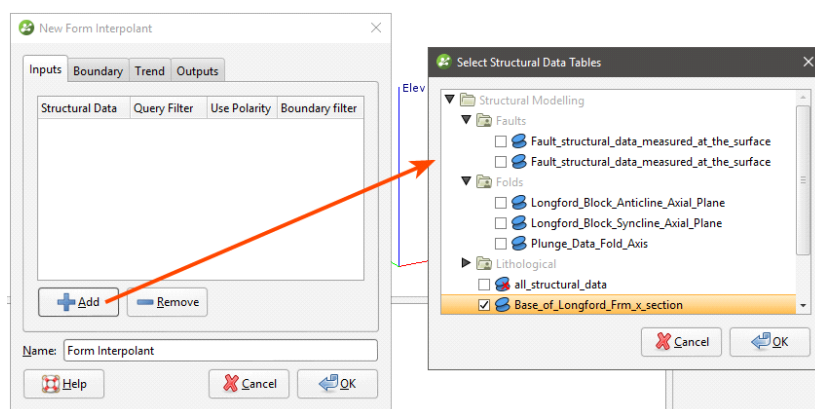 New Form Interpolant
Inputs Boundary Trend Outputs
Structural Data Query Filter Use Polarity Boundary filter
Add Remove
Name: Form Interpolant
Help Cancel OK
Elev
Select Structural Data Tables
Structural Modelling
Faults
Fault_structural_data_measured_at_the_surface
Fault_structural_data_measured_at_the_surface
Folds
Longford_Block_Anticline_Axial_Plane
Longford_Block_Syncline_Axial_Plane
Plunge_Data_Fold_Axis
Lithological
all_structural_data
Base_of_Longford_Frm_x_section
Cancel OK